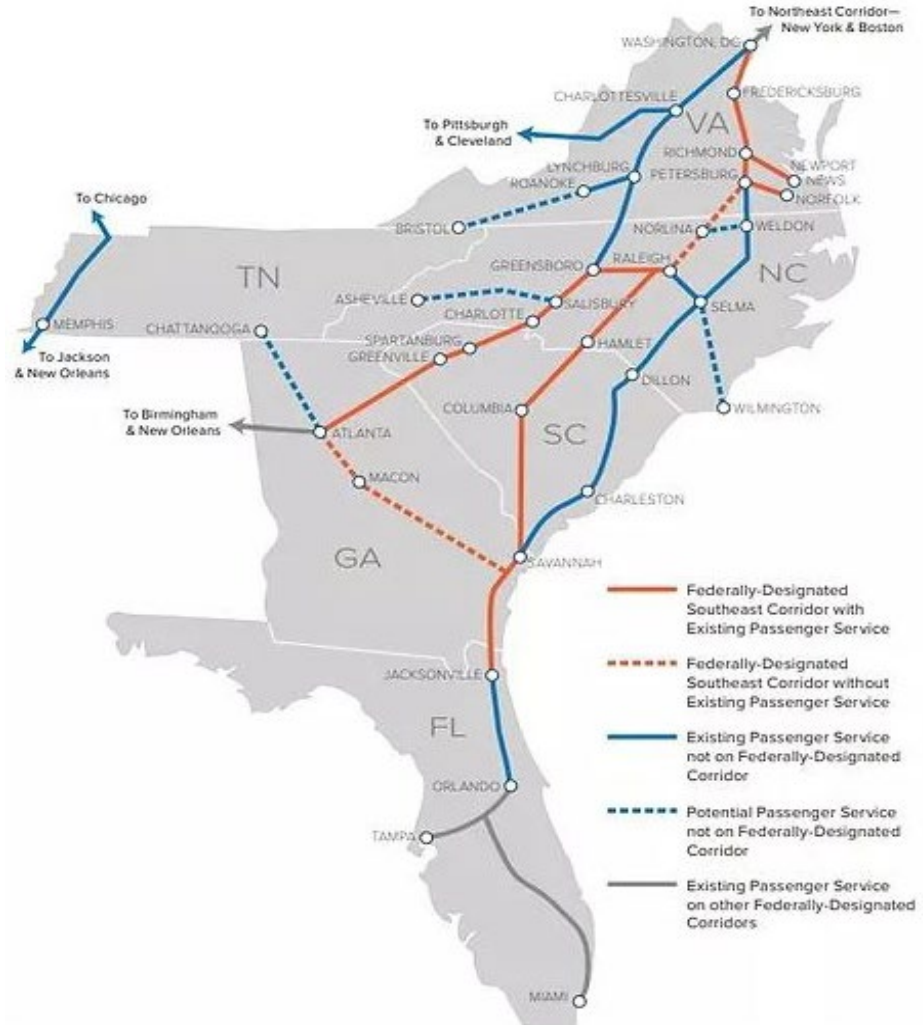 To Northeast Corridor—
New York & Boston
WASHINGTON, DC
FREDERICKSBURG
CHARLOTTESVILLE
VA
To Pittsburgh
& Cleveland
RICHMOND
NEWPORT
NEWS
LYNCHBURG
PETERSBURG
ROANOKE
NORFOLK
To Chicago
BRISTOL
NORLINA
WELDON
TN
GREENSBORO
RALEIGH
NC
ASHEVILLE
SALISBURY
SELMA
CHARLOTTE
MEMPHIS
CHATTANOOGA
SPARTANBURG
HAMLET
GREENVILLE
To Jackson
& New Orleans
DILLON
To Birmingham
& New Orleans
COLUMBIA
WILMINGTON
ATLANTA
SC
MACON
CHARLESTON
GA
SAVANNAH
JACKSONVILLE
FL
ORLANDO
TAMPA
MIAMI
Federally-Designated
Southeast Corridor with
Existing Passenger Service
Federally-Designated
Southeast Corridor without
Existing Passenger Service
Existing Passenger Service
not on Federally-Designated
Corridor
Potential Passenger Service
not on Federally-Designated
Corridor
Existing Passenger Service
on other Federally-Designated
Corridors